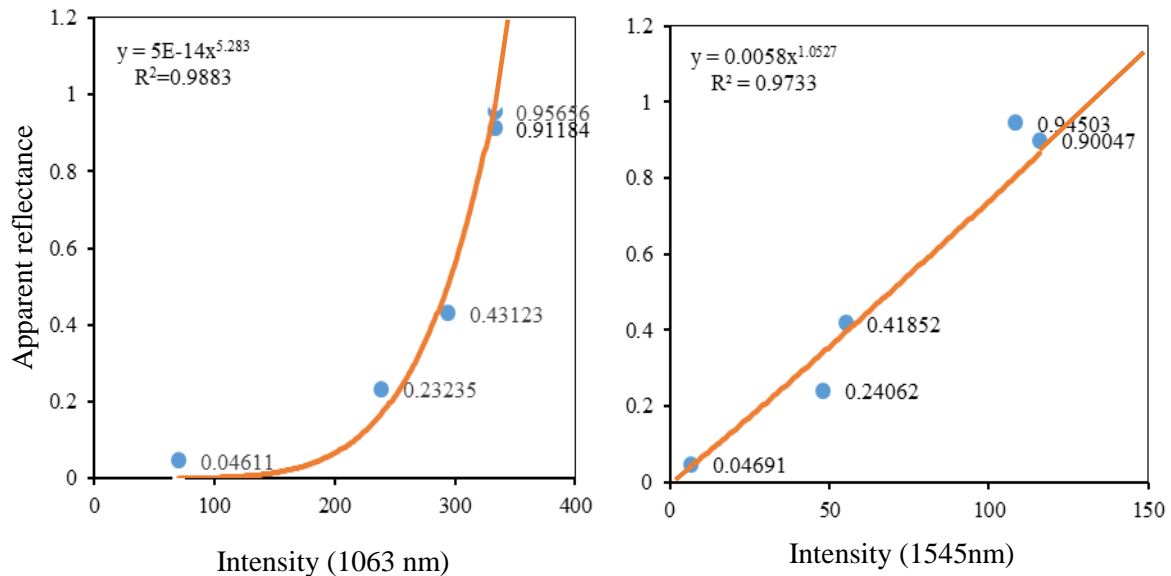 y = 5E-14x^5.283
R²=0.9883
Apparent reflectance
1.2
1
0.8
0.6
0.4
0.2
0
0.95656
0.91184
0.43123
0.23235
0.04611
0 100 200 300 400
Intensity (1063 nm)
y = 0.0058x^1.0527
R² = 0.9733
1.2
1
0.8
0.6
0.4
0.2
0
0.94503
0.90047
0.41852
0.24062
0.04691
0 50 100 150
Intensity (1545nm)